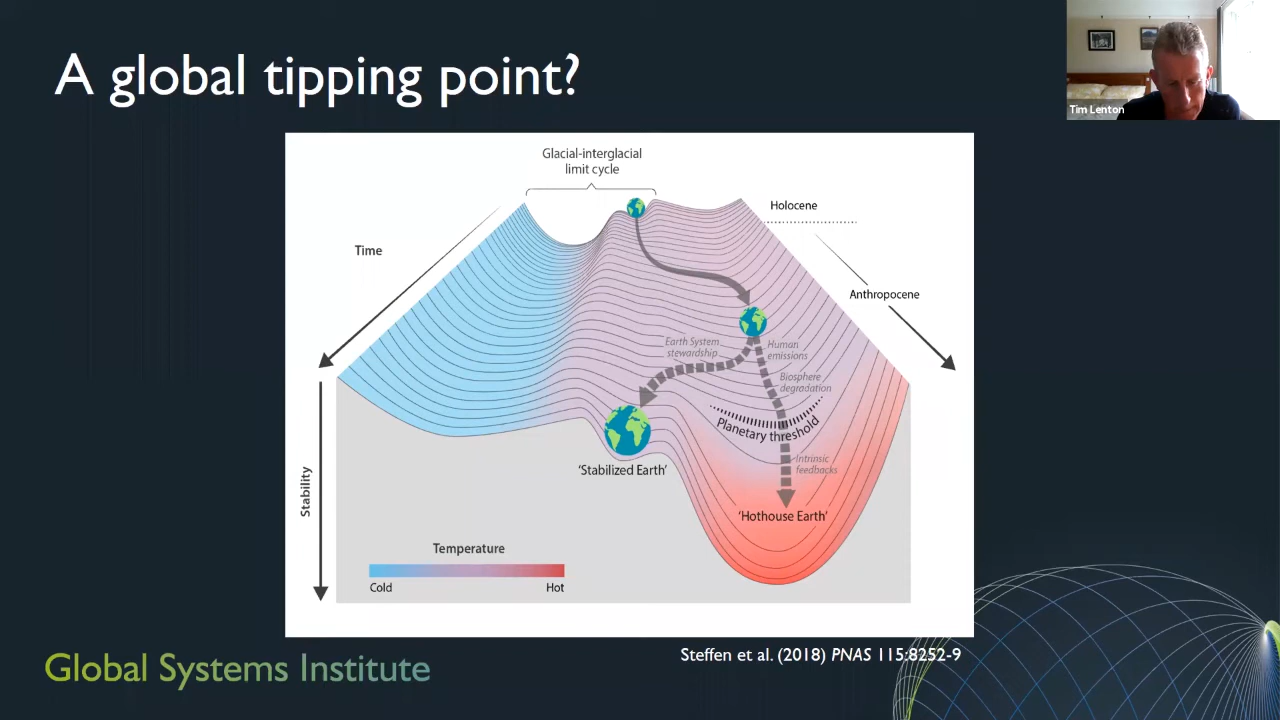 A global tipping point?
Tim Lenton
Glacial-interglacial
limit cycle
Holocene
Time
Anthropocene
Earth System
stewardship
Human
emissions
Biosphere
degradation
Planetary threshold
Intrinsic
feedbacks
'Stabilized Earth'
Stability
'Hothouse Earth'
Temperature
Cold
Hot
Steffen et al. (2018) PNAS 115:8252-9
Global Systems Institute